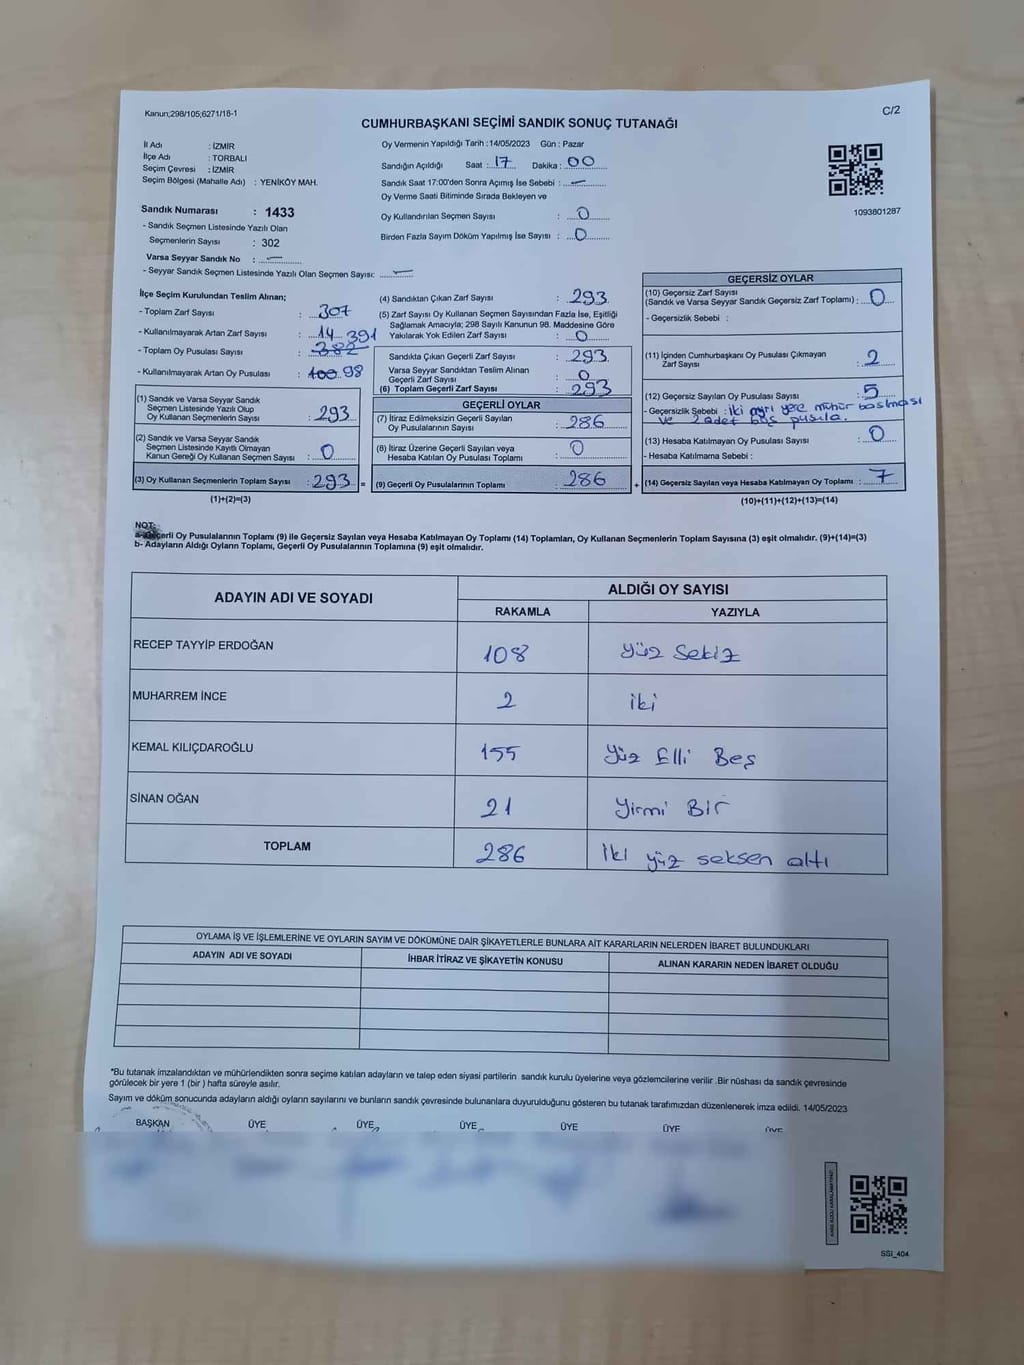 Kanun;298/105;6271/18-1
C/2
CUMHURBAŞKANI SEÇİMİ SANDIK SONUÇ TUTANAĞI
İl Adı : İZMİR
İlçe Adı : TORBALI
Seçim Çevresi : İZMİR
Seçim Bölgesi (Mahalle Adı) : YENİKÖY MAH.
Sandık Numarası : 1433
- Sandık Seçmen Listesinde Yazılı Olan
Seçmenlerin Sayısı : 302
Varsa Seyyar Sandık No : —
- Seyyar Sandık Seçmen Listesinde Yazılı Olan Seçmen Sayısı: —
Oy Vermenin Yapıldığı Tarih :14/05/2023 Gün : Pazar
Sandığın Açıldığı Saat : 17 Dakika : 00
Sandık Saat 17:00'den Sonra Açımış İse Sebebi : —
Oy Verme Saati Bitiminde Sırada Bekleyen ve
Oy Kullandırılan Seçmen Sayısı : 0
Birden Fazla Sayım Döküm Yapılmış İse Sayısı : 0
1093801287
İlçe Seçim Kurulundan Teslim Alınan;
- Toplam Zarf Sayısı : 307
- Kullanılmayarak Artan Zarf Sayısı : 14
- Toplam Oy Pusulası Sayısı : 382 391
- Kullanılmayarak Artan Oy Pusulası : 100 98
(1) Sandık ve Varsa Seyyar Sandık
Seçmen Listesinde Yazılı Olup
Oy Kullanan Seçmenlerin Sayısı : 293
(2) Sandık ve Varsa Seyyar Sandık
Seçmen Listesinde Kayıtlı Olmayan
Kanun Gereği Oy Kullanan Seçmen Sayısı : 0
(3) Oy Kullanan Seçmenlerin Toplam Sayısı : 293 =
(1)+(2)=(3)
(4) Sandıktan Çıkan Zarf Sayısı : 293
(5) Zarf Sayısı Oy Kullanan Seçmen Sayısından Fazla İse, Eşitliği
Sağlamak Amacıyla; 298 Sayılı Kanunun 98. Maddesine Göre
Yakılarak Yok Edilen Zarf Sayısı : 0
Sandıkta Çıkan Geçerli Zarf Sayısı : 293
Varsa Seyyar Sandıktan Teslim Alınan
Geçerli Zarf Sayısı : 0
(6) Toplam Geçerli Zarf Sayısı : 293
GEÇERLİ OYLAR
(7) İtiraz Edilmeksizin Geçerli Sayılan
Oy Pusulalarının Sayısı : 286
(8) İtiraz Üzerine Geçerli Sayılan veya
Hesaba Katılan Oy Pusulası Toplamı : 0
(9) Geçerli Oy Pusulalarının Toplamı : 286 +
GEÇERSİZ OYLAR
(10) Geçersiz Zarf Sayısı
(Sandık ve Varsa Seyyar Sandık Geçersiz Zarf Toplamı) : 0
- Geçersizlik Sebebi :
(11) İçinden Cumhurbaşkanı Oy Pusulası Çıkmayan
Zarf Sayısı : 2
(12) Geçersiz Sayılan Oy Pusulası Sayısı : 5
- Geçersizlik Sebebi : İki ayrı yere mühür basılması
ve 2 adet boş pusula.
(13) Hesaba Katılmayan Oy Pusulası Sayısı : 0
- Hesaba Katılmama Sebebi :
(14) Geçersiz Sayılan veya Hesaba Katılmayan Oy Toplamı : 7
(10)+(11)+(12)+(13)=(14)
NOT:
a-Geçerli Oy Pusulalarının Toplamı (9) ile Geçersiz Sayılan veya Hesaba Katılmayan Oy Toplamı (14) Toplamları, Oy Kullanan Seçmenlerin Toplam Sayısına (3) eşit olmalıdır. (9)+(14)=(3)
b- Adayların Aldığı Oyların Toplamı, Geçerli Oy Pusulalarının Toplamına (9) eşit olmalıdır.
ADAYIN ADI VE SOYADI
ALDIĞI OY SAYISI
RAKAMLA YAZIYLA
RECEP TAYYİP ERDOĞAN 108 Yüz Sekiz
MUHARREM İNCE 2 iki
KEMAL KILIÇDAROĞLU 155 Yüz Elli Beş
SİNAN OĞAN 21 Yirmi Bir
TOPLAM 286 İki yüz seksen altı
OYLAMA İŞ VE İŞLEMLERİNE VE OYLARIN SAYIM VE DÖKÜMÜNE DAİR ŞİKAYETLERLE BUNLARA AİT KARARLARIN NELERDEN İBARET BULUNDUKLARI
ADAYIN ADI VE SOYADI İHBAR İTİRAZ VE ŞİKAYETİN KONUSU ALINAN KARARIN NEDEN İBARET OLDUĞU
*Bu tutanak imzalandıktan ve mühürlendikten sonra seçime katılan adayların ve talep eden siyasi partilerin sandık kurulu üyelerine veya gözlemcilerine verilir .Bir nüshası da sandık çevresinde
görülecek bir yere 1 (bir ) hafta süreyle asılır.
Sayım ve döküm sonucunda adayların aldığı oyların sayılarını ve bunların sandık çevresinde bulunanlara duyurulduğunu gösteren bu tutanak tarafımızdan düzenlenerek imza edildi. 14/05/2023
BAŞKAN ÜYE ÜYE ÜYE ÜYE ÜYE ÜYE
SSI_404